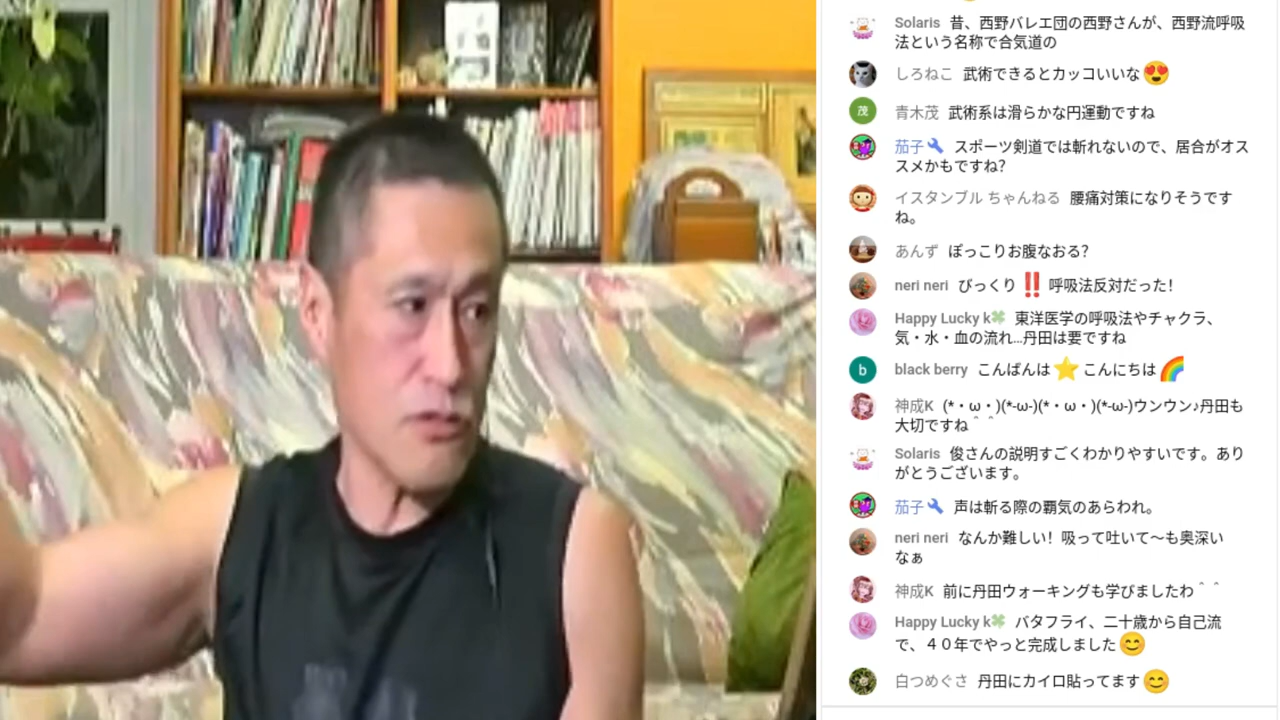 Solaris 昔、西野バレエ団の西野さんが、西野流呼吸
法という名称で合気道の
しろねこ 武術できるとカッコいいな😍
茂 青木茂 武術系は滑らかな円運動ですね
茄子🔧 スポーツ剣道では斬れないので、居合がオス
スメかもですね?
イスタンブル ちゃんねる 腰痛対策になりそうです
ね。
あんず ぽっこりお腹なおる?
neri neri びっくり‼️呼吸法反対だった!
Happy Lucky k🍀 東洋医学の呼吸法やチャクラ、
気・水・血の流れ...丹田は要ですね
b black berry こんばんは⭐こんにちは🌈
神成K (*・ω・)(*-ω-)(*・ω・)(*-ω-)ウンウン♪丹田も
大切ですね＾＾
Solaris 俊さんの説明すごくわかりやすいです。あり
がとうございます。
茄子🔧 声は斬る際の覇気のあらわれ。
neri neri なんか難しい！吸って吐いて〜も奥深い
なぁ
神成K 前に丹田ウォーキングも学びましたわ＾＾
Happy Lucky k🍀 バタフライ、二十歳から自己流
で、４０年でやっと完成しました😊
白つめぐさ 丹田にカイロ貼ってます😊